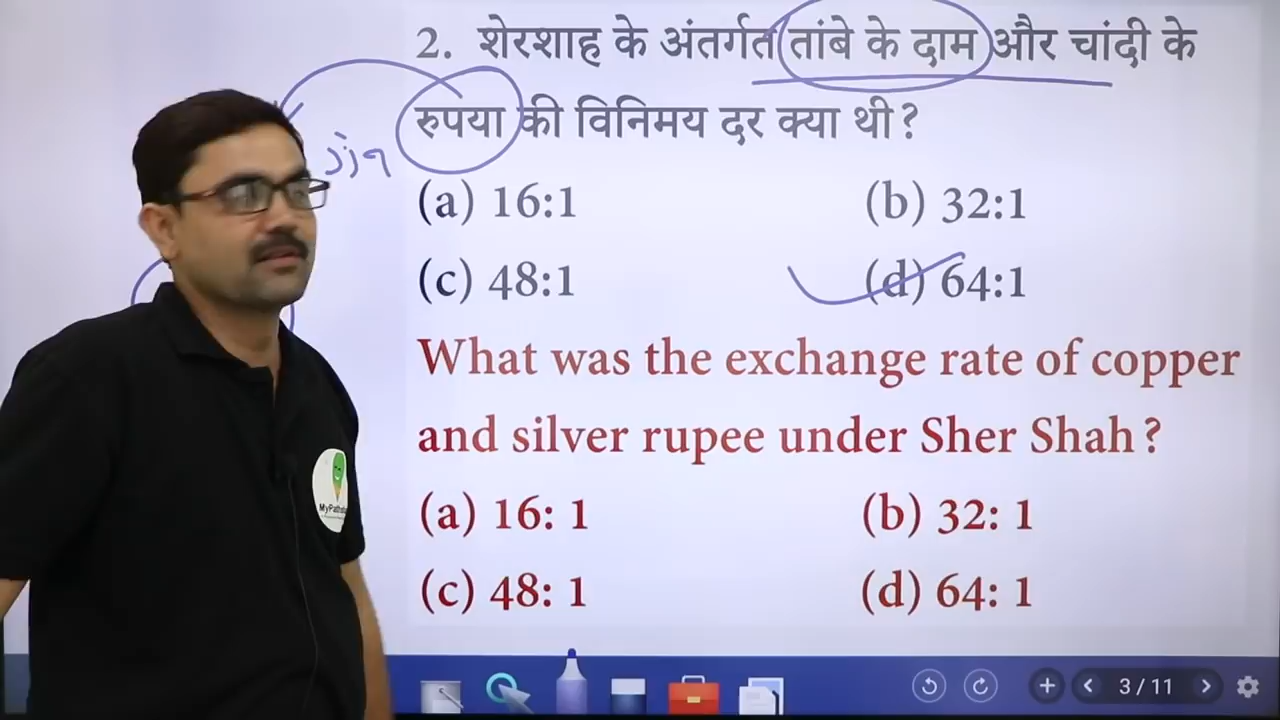 2. शेरशाह के अंतर्गत तांबे के दाम और चांदी के
रुपया की विनिमय दर क्या थी?
(a) 16:1 (b) 32:1
(c) 48:1 (d) 64:1
What was the exchange rate of copper
and silver rupee under Sher Shah?
(a) 16: 1 (b) 32: 1
(c) 48: 1 (d) 64: 1
3 / 11